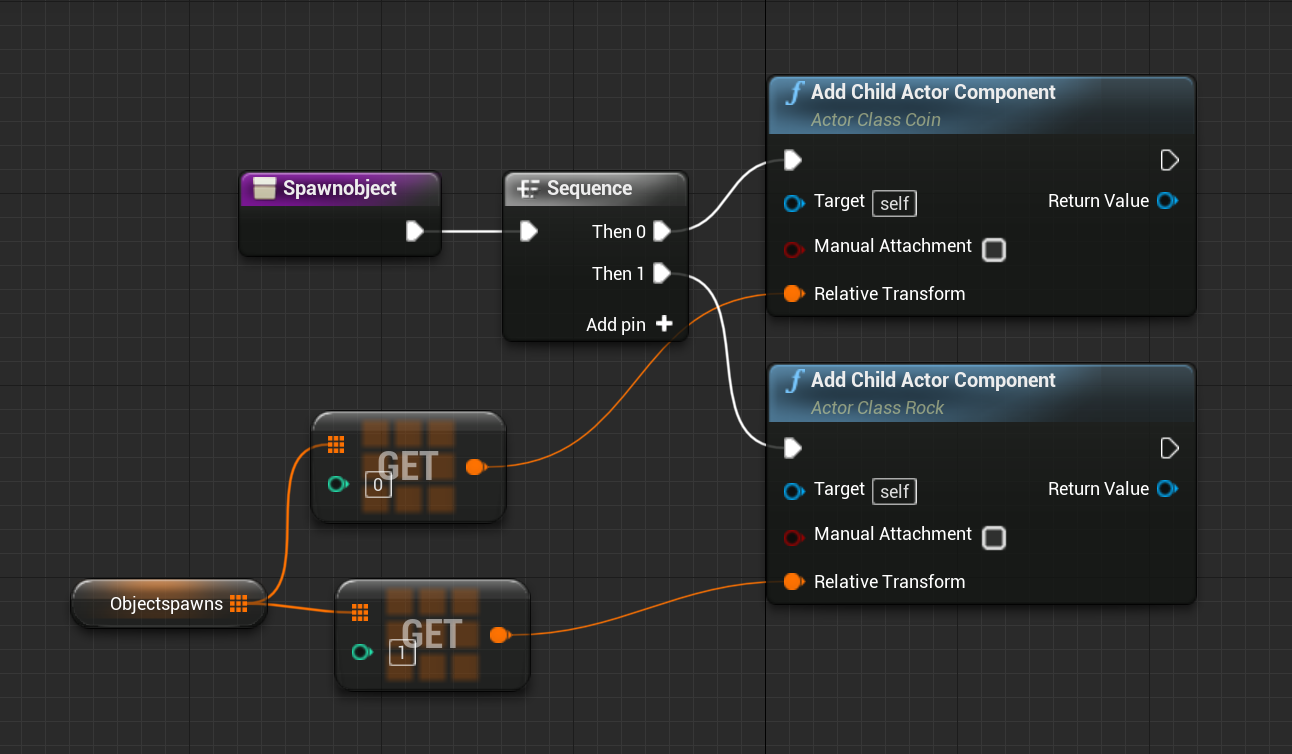 Spawnobject
Sequence
Then 0
Then 1
Add pin
f Add Child Actor Component
Actor Class Coin
Target self
Return Value
Manual Attachment
Relative Transform
f Add Child Actor Component
Actor Class Rock
Target self
Return Value
Manual Attachment
Relative Transform
GET
0
Objectspawns
GET
1